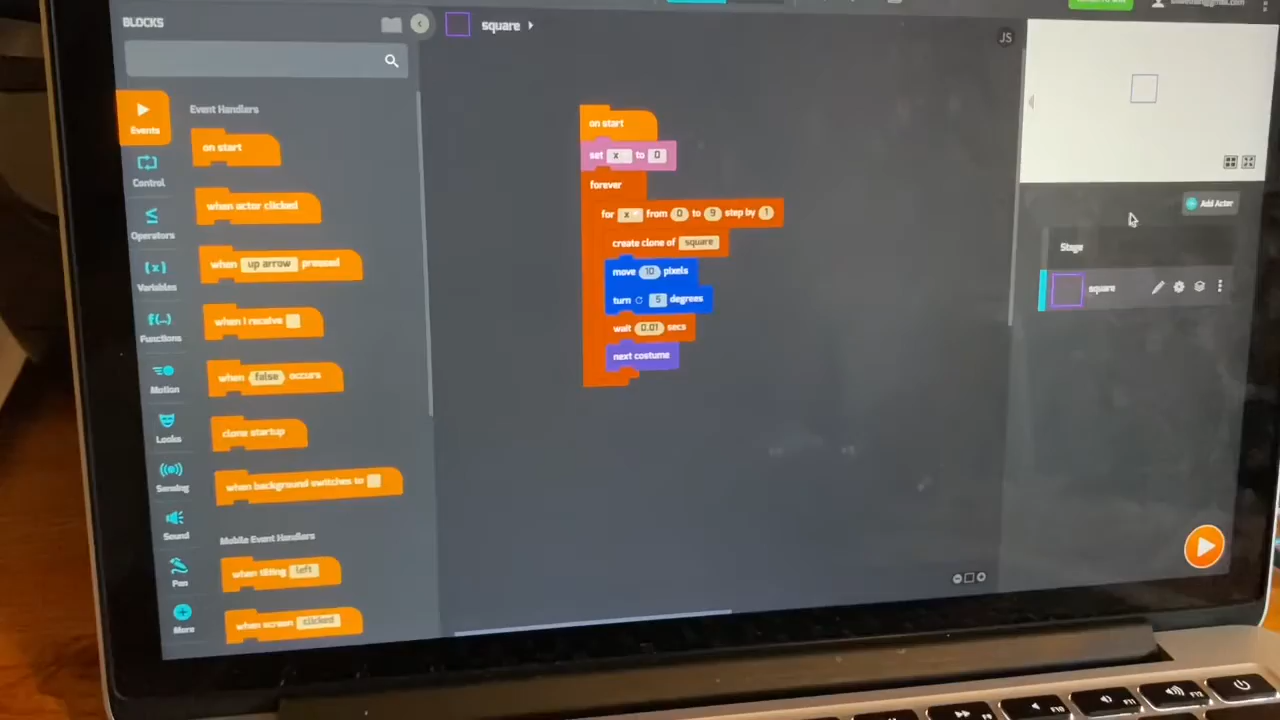 BLOCKS
square
JS
Events
Control
Operators
Variables
Functions
Motion
Looks
Sensing
Sound
Pen
More
Event Handlers
on start
when actor clicked
when up arrow pressed
when I receive
when false occurs
clone startup
when background switches to
Mobile Event Handlers
when tilting left
when screen clicked
on start
set x to 0
forever
for x from 0 to 9 step by 1
create clone of square
move 10 pixels
turn 5 degrees
wait 0.01 secs
next costume
Add Actor
Stage
square
F9
F10
F11
F12